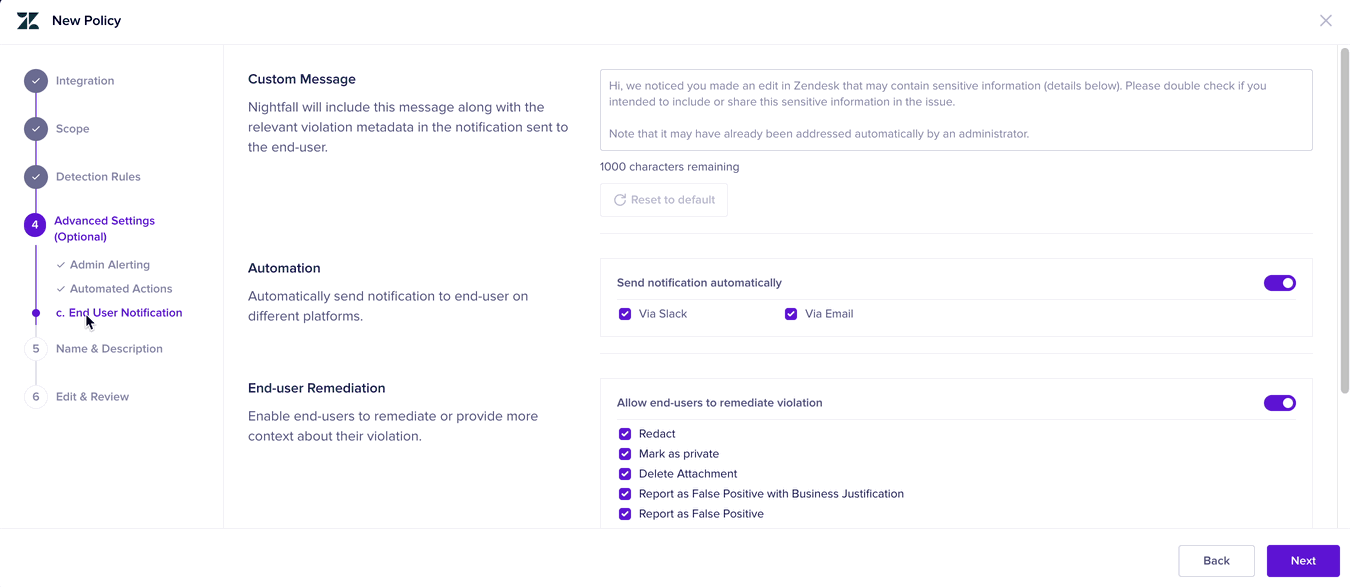 New Policy
Integration
Scope
Detection Rules
4
Advanced Settings
(Optional)
Admin Alerting
Automated Actions
c. End User Notification
5
Name & Description
6
Edit & Review
Custom Message
Nightfall will include this message along with the
relevant violation metadata in the notification sent to
the end-user.
Hi, we noticed you made an edit in Zendesk that may contain sensitive information (details below). Please double check if you
intended to include or share this sensitive information in the issue.
Note that it may have already been addressed automatically by an administrator.
1000 characters remaining
Reset to default
Automation
Automatically send notification to end-user on
different platforms.
Send notification automatically
Via Slack
Via Email
End-user Remediation
Enable end-users to remediate or provide more
context about their violation.
Allow end-users to remediate violation
Redact
Mark as private
Delete Attachment
Report as False Positive with Business Justification
Report as False Positive
Back
Next